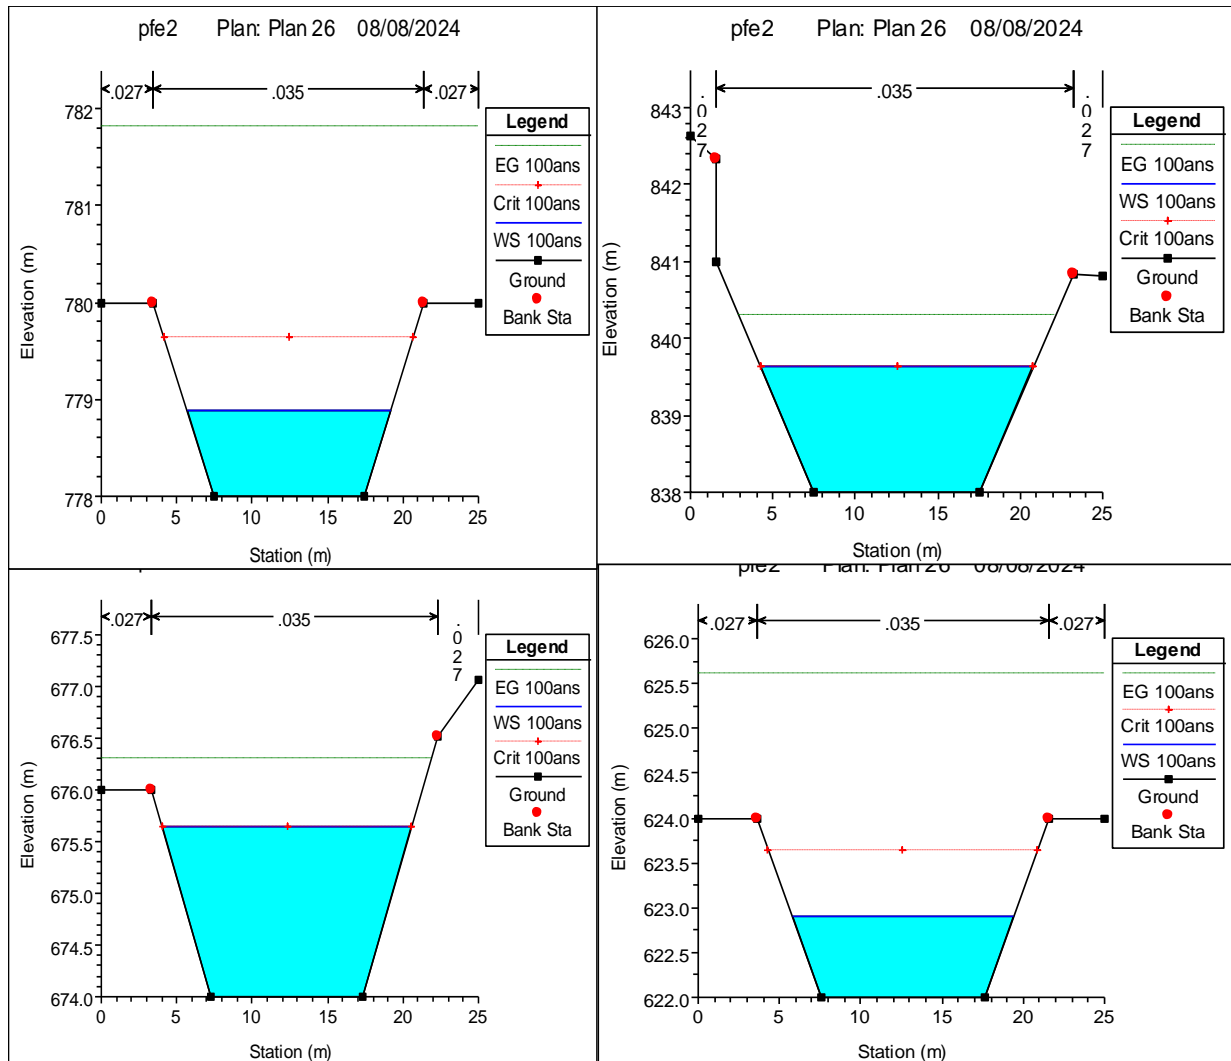 pfe2 Plan: Plan 26 08/08/2024
.027 .035 .027
782
781
780
779
778
Elevation (m)
0 5 10 15 20 25
Station (m)
Legend
EG 100ans
Crit 100ans
WS 100ans
Ground
Bank Sta
pfe2 Plan: Plan 26 08/08/2024
.027 .035 .027
843
842
841
840
839
838
Elevation (m)
0 5 10 15 20 25
Station (m)
Legend
EG 100ans
WS 100ans
Crit 100ans
Ground
Bank Sta
.027 .035 .027
677.5
677.0
676.5
676.0
675.5
675.0
674.5
674.0
Elevation (m)
0 5 10 15 20 25
Station (m)
Legend
EG 100ans
WS 100ans
Crit 100ans
Ground
Bank Sta
pfe2 Plan: Plan 26 08/08/2024
.027 .035 .027
626.0
625.5
625.0
624.5
624.0
623.5
623.0
622.5
622.0
Elevation (m)
0 5 10 15 20 25
Station (m)
Legend
EG 100ans
Crit 100ans
WS 100ans
Ground
Bank Sta